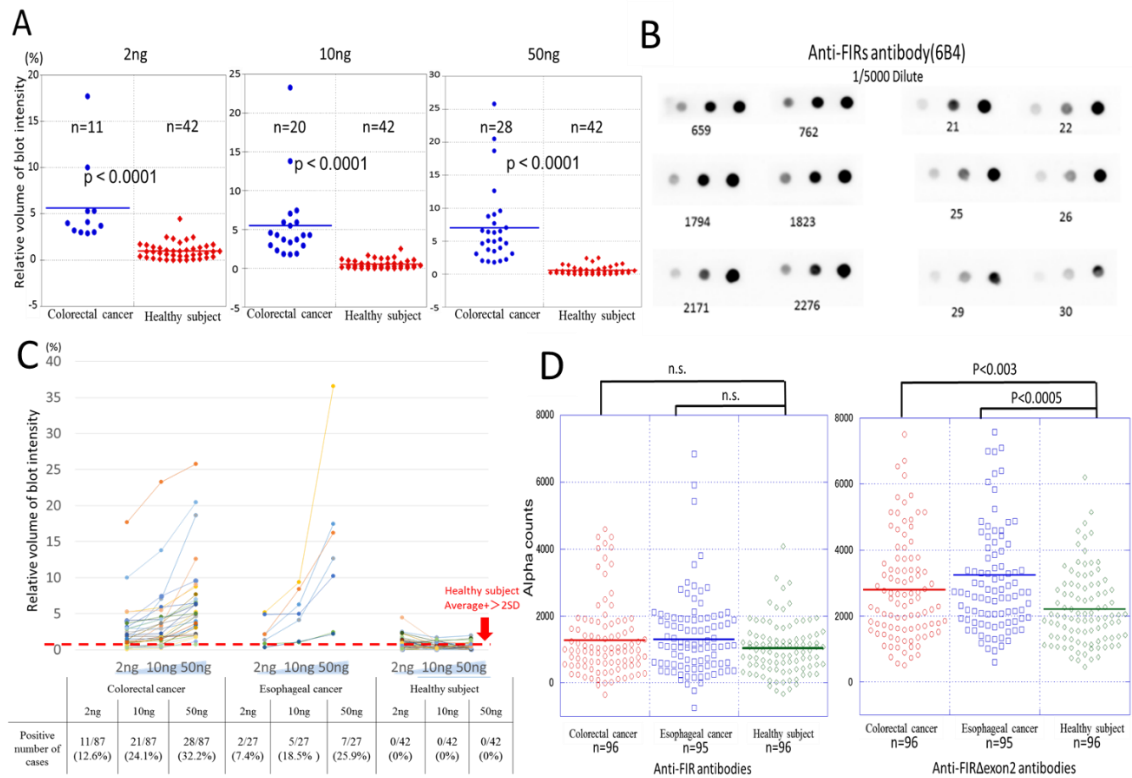 A
(%)
2ng
10ng
50ng
Relative volume of blot intensity
20
15
10
5
0
-5
n=11
n=42
p < 0.0001
Colorectal cancer
Healthy subject
25
20
15
10
5
0
-5
n=20
n=42
p < 0.0001
Colorectal cancer
Healthy subject
30
25
20
15
10
5
0
-5
n=28
n=42
p < 0.0001
Colorectal cancer
Healthy subject
B
Anti-FIRs antibody(6B4)
1/5000 Dilute
659
762
21
22
1794
1823
25
26
2171
2276
29
30
C
(%)
Relative volume of blot intensity
40
35
30
25
20
15
10
5
0
Healthy subject
Average+＞2SD
2ng 10ng 50ng
2ng 10ng 50ng
2ng 10ng 50ng
Colorectal cancer
Esophageal cancer
Healthy subject
2ng 10ng 50ng 2ng 10ng 50ng 2ng 10ng 50ng
Positive number of cases
11/87 (12.6%)
21/87 (24.1%)
28/87 (32.2%)
2/27 (7.4%)
5/27 (18.5% )
7/27 (25.9%)
0/42 (0%)
0/42 (0%)
0/42 (0%)
D
n.s.
n.s.
Alpha counts
8000
6000
4000
2000
0
Colorectal cancer
n=96
Esophageal cancer
n=95
Healthy subject
n=96
Anti-FIR antibodies
P<0.003
P<0.0005
8000
6000
4000
2000
0
Colorectal cancer
n=96
Esophageal cancer
n=95
Healthy subject
n=96
Anti-FIRΔexon2 antibodies